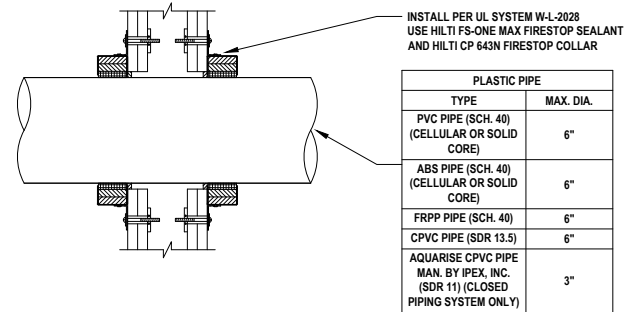 INSTALL PER UL SYSTEM W-L-2028
USE HILTI FS-ONE MAX FIRESTOP SEALANT
AND HILTI CP 643N FIRESTOP COLLAR
PLASTIC PIPE
TYPE MAX. DIA.
PVC PIPE (SCH. 40)
(CELLULAR OR SOLID
CORE)
6"
ABS PIPE (SCH. 40)
(CELLULAR OR SOLID
CORE)
6"
FRPP PIPE (SCH. 40) 6"
CPVC PIPE (SDR 13.5) 6"
AQUARISE CPVC PIPE
MAN. BY IPEX, INC.
(SDR 11) (CLOSED
PIPING SYSTEM ONLY)
3"